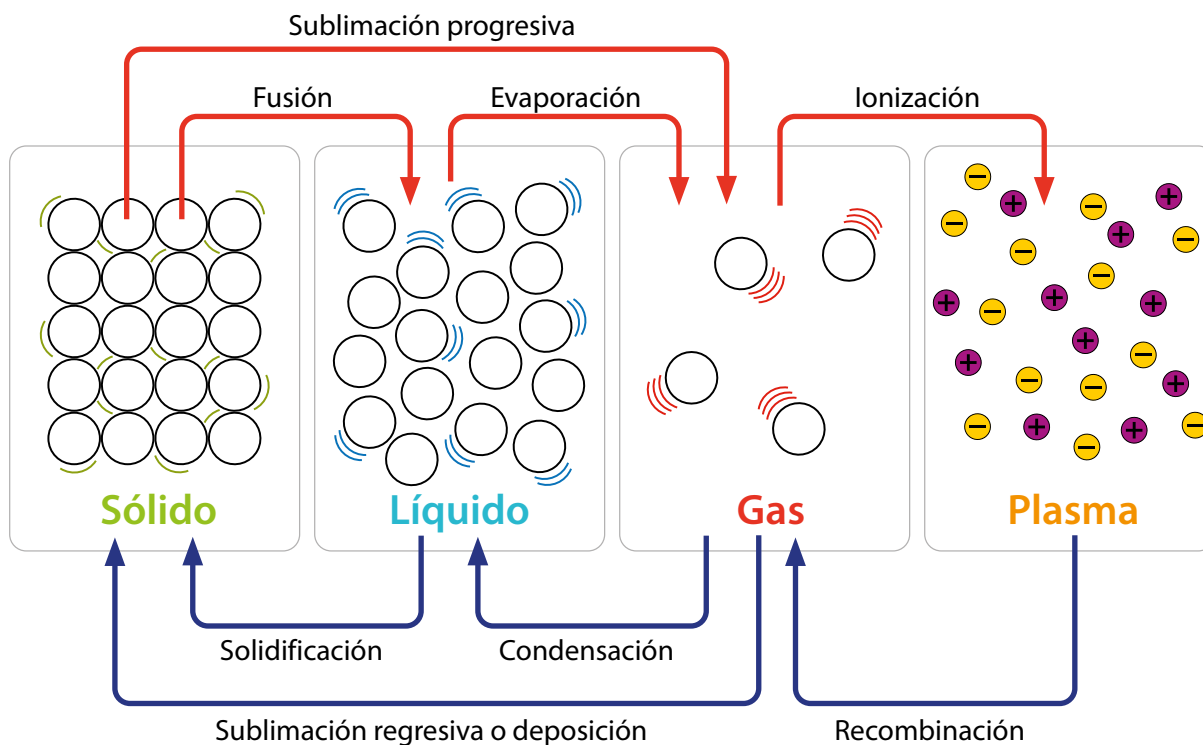 Sublimación progresiva
Fusión
Evaporación
Ionización
Sólido
Líquido
Gas
Plasma
Solidificación
Condensación
Sublimación regresiva o deposición
Recombinación